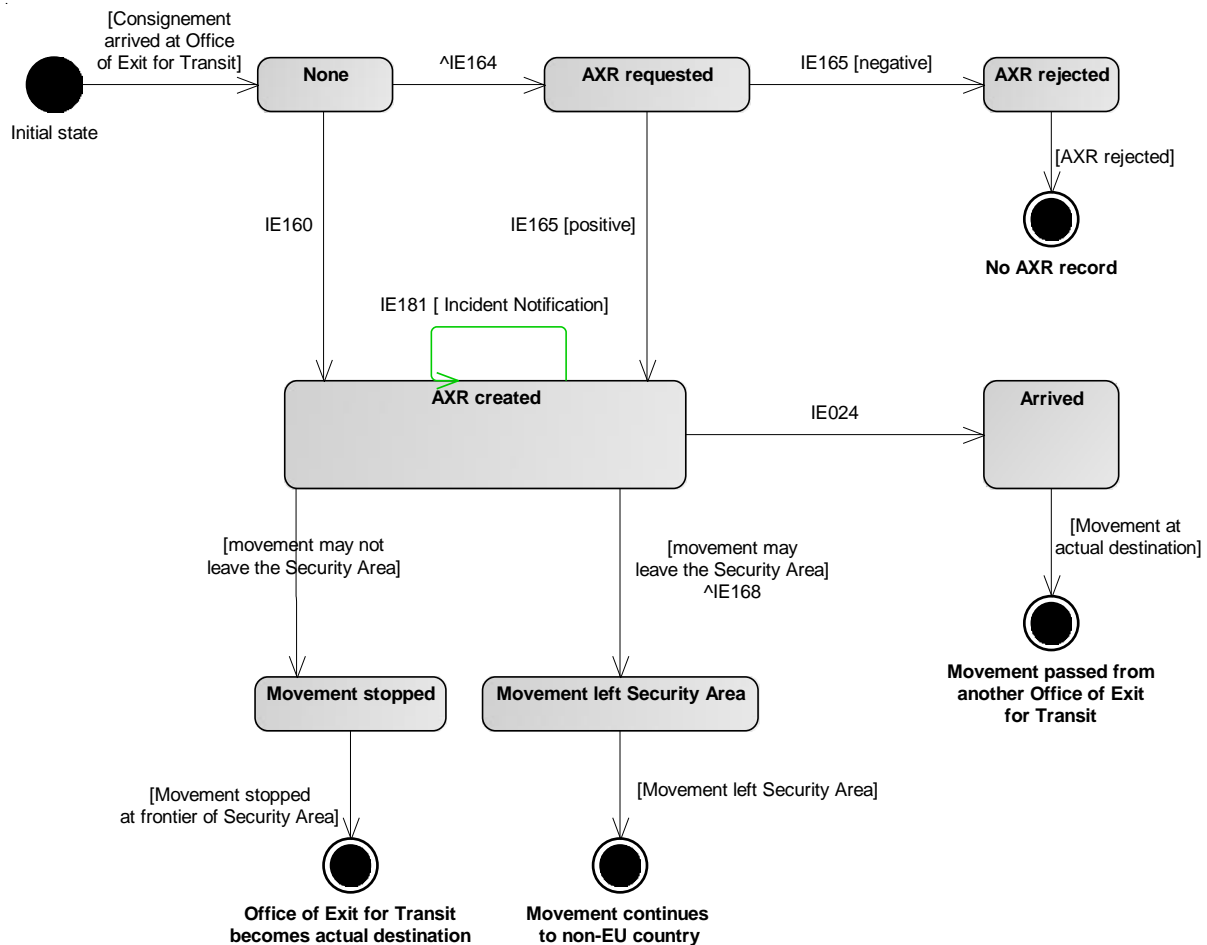 [Consignement
arrived at Office
of Exit for Transit]
Initial state
None
^IE164
AXR requested
IE165 [negative]
AXR rejected
[AXR rejected]
No AXR record
IE160
IE165 [positive]
IE181 [ Incident Notification]
AXR created
IE024
Arrived
[movement may not
leave the Security Area]
[movement may
leave the Security Area]
^IE168
[Movement at
actual destination]
Movement passed from
another Office of Exit
for Transit
Movement stopped
Movement left Security Area
[Movement stopped
at frontier of Security Area]
[Movement left Security Area]
Office of Exit for Transit
becomes actual destination
Movement continues
to non-EU country